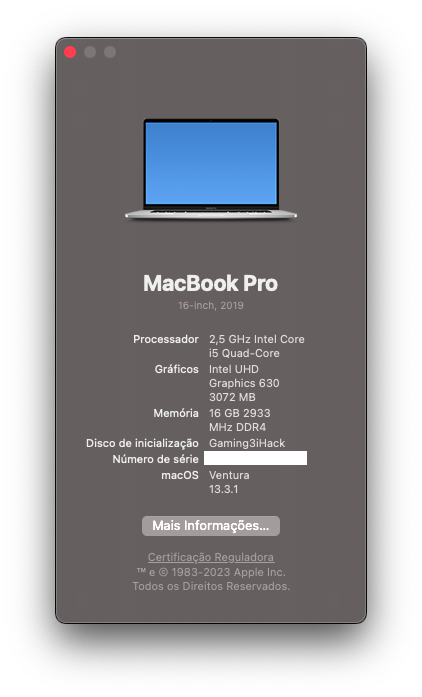 MacBook Pro
16-inch, 2019
Processador 2,5 GHz Intel Core
i5 Quad-Core
Gráficos Intel UHD
Graphics 630
3072 MB
Memória 16 GB 2933
MHz DDR4
Disco de inicialização Gaming3iHack
Número de série
macOS Ventura
13.3.1
Mais Informações...
Certificação Reguladora
™ e © 1983-2023 Apple Inc.
Todos os Direitos Reservados.